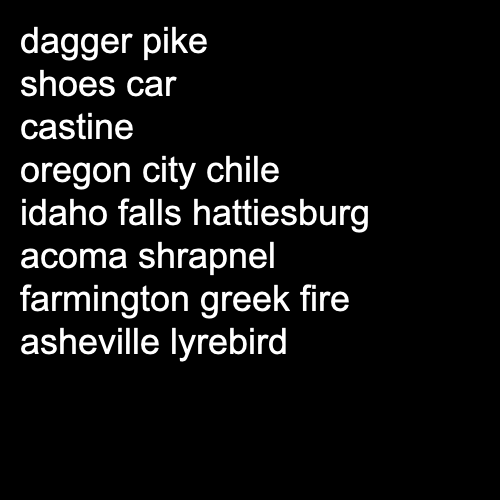 dagger pike
shoes car
castine
oregon city chile
idaho falls hattiesburg
acoma shrapnel
farmington greek fire
asheville lyrebird